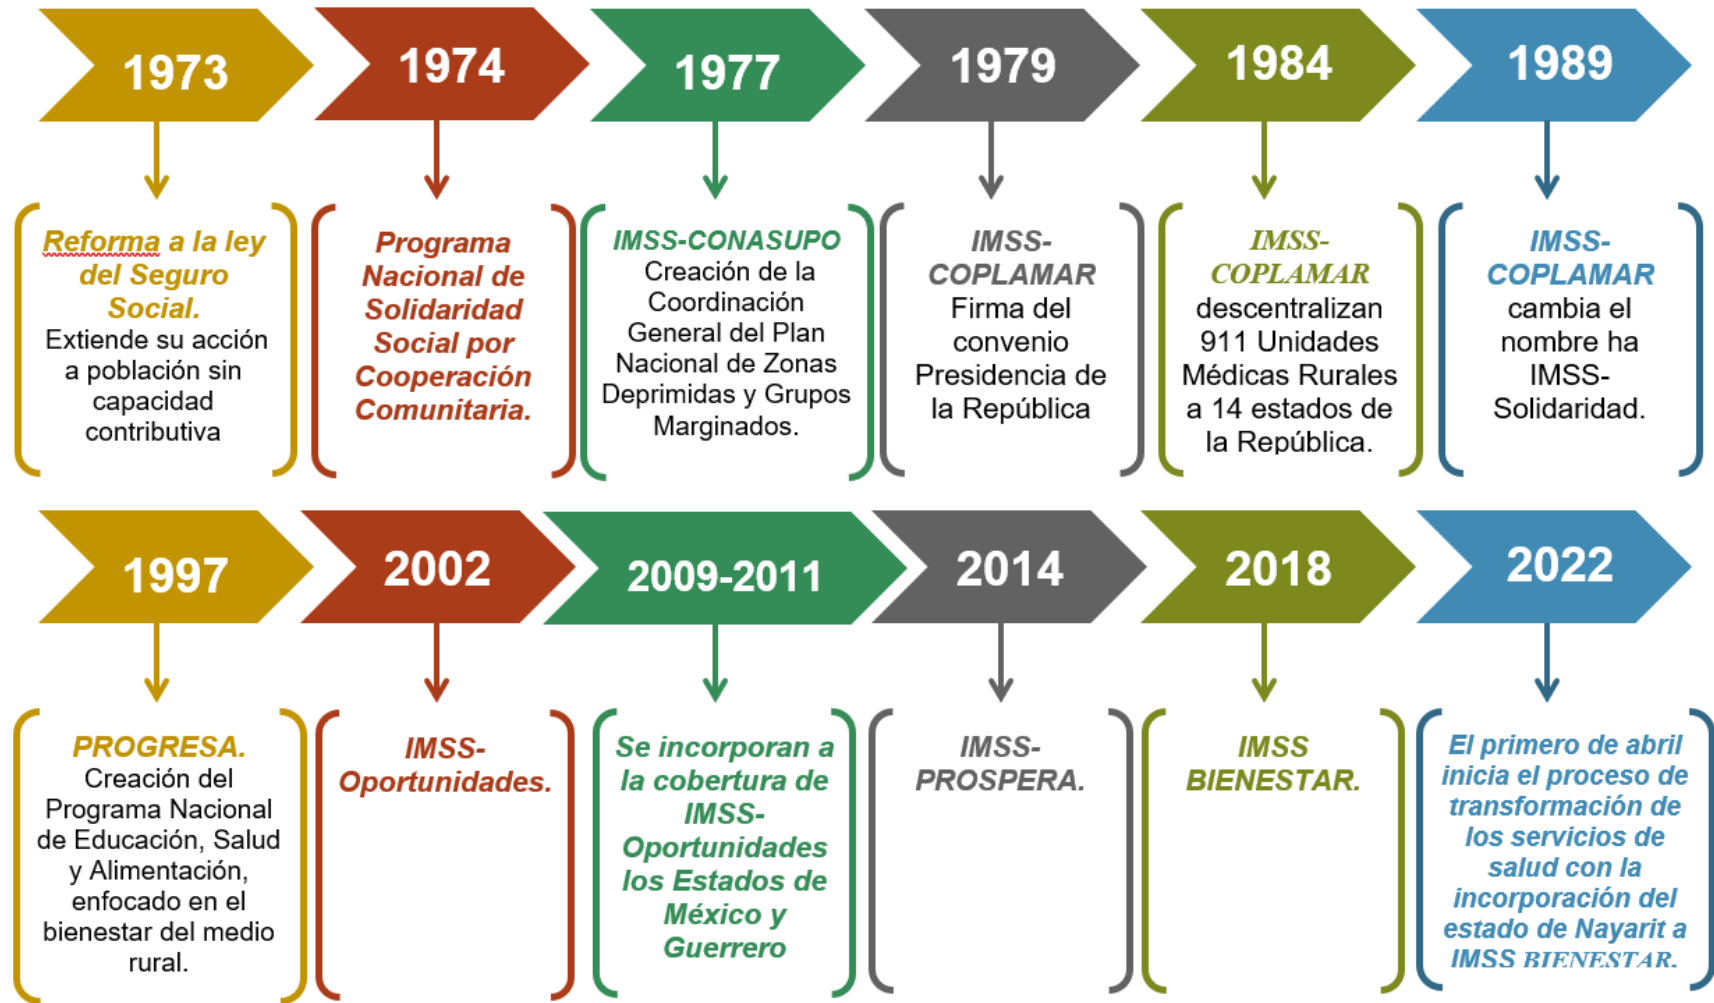 1973
1974
1977
1979
1984
1989
Reforma a la ley
del Seguro
Social.
Extiende su acción
a población sin
capacidad
contributiva
Programa
Nacional de
Solidaridad
Social por
Cooperación
Comunitaria.
IMSS-CONASUPO
Creación de la
Coordinación
General del Plan
Nacional de Zonas
Deprimidas y Grupos
Marginados.
IMSS-
COPLAMAR
Firma del
convenio
Presidencia de
la República
IMSS-
COPLAMAR
descentralizan
911 Unidades
Médicas Rurales
a 14 estados de
la República.
IMSS-
COPLAMAR
cambia el
nombre ha
IMSS-
Solidaridad.
1997
2002
2009-2011
2014
2018
2022
PROGRESA.
Creación del
Programa Nacional
de Educación, Salud
y Alimentación,
enfocado en el
bienestar del medio
rural.
IMSS-
Oportunidades.
Se incorporan a
la cobertura de
IMSS-
Oportunidades
los Estados de
México y
Guerrero
IMSS-
PROSPERA.
IMSS
BIENESTAR.
El primero de abril
inicia el proceso de
transformación de
los servicios de
salud con la
incorporación del
estado de Nayarit a
IMSS BIENESTAR.